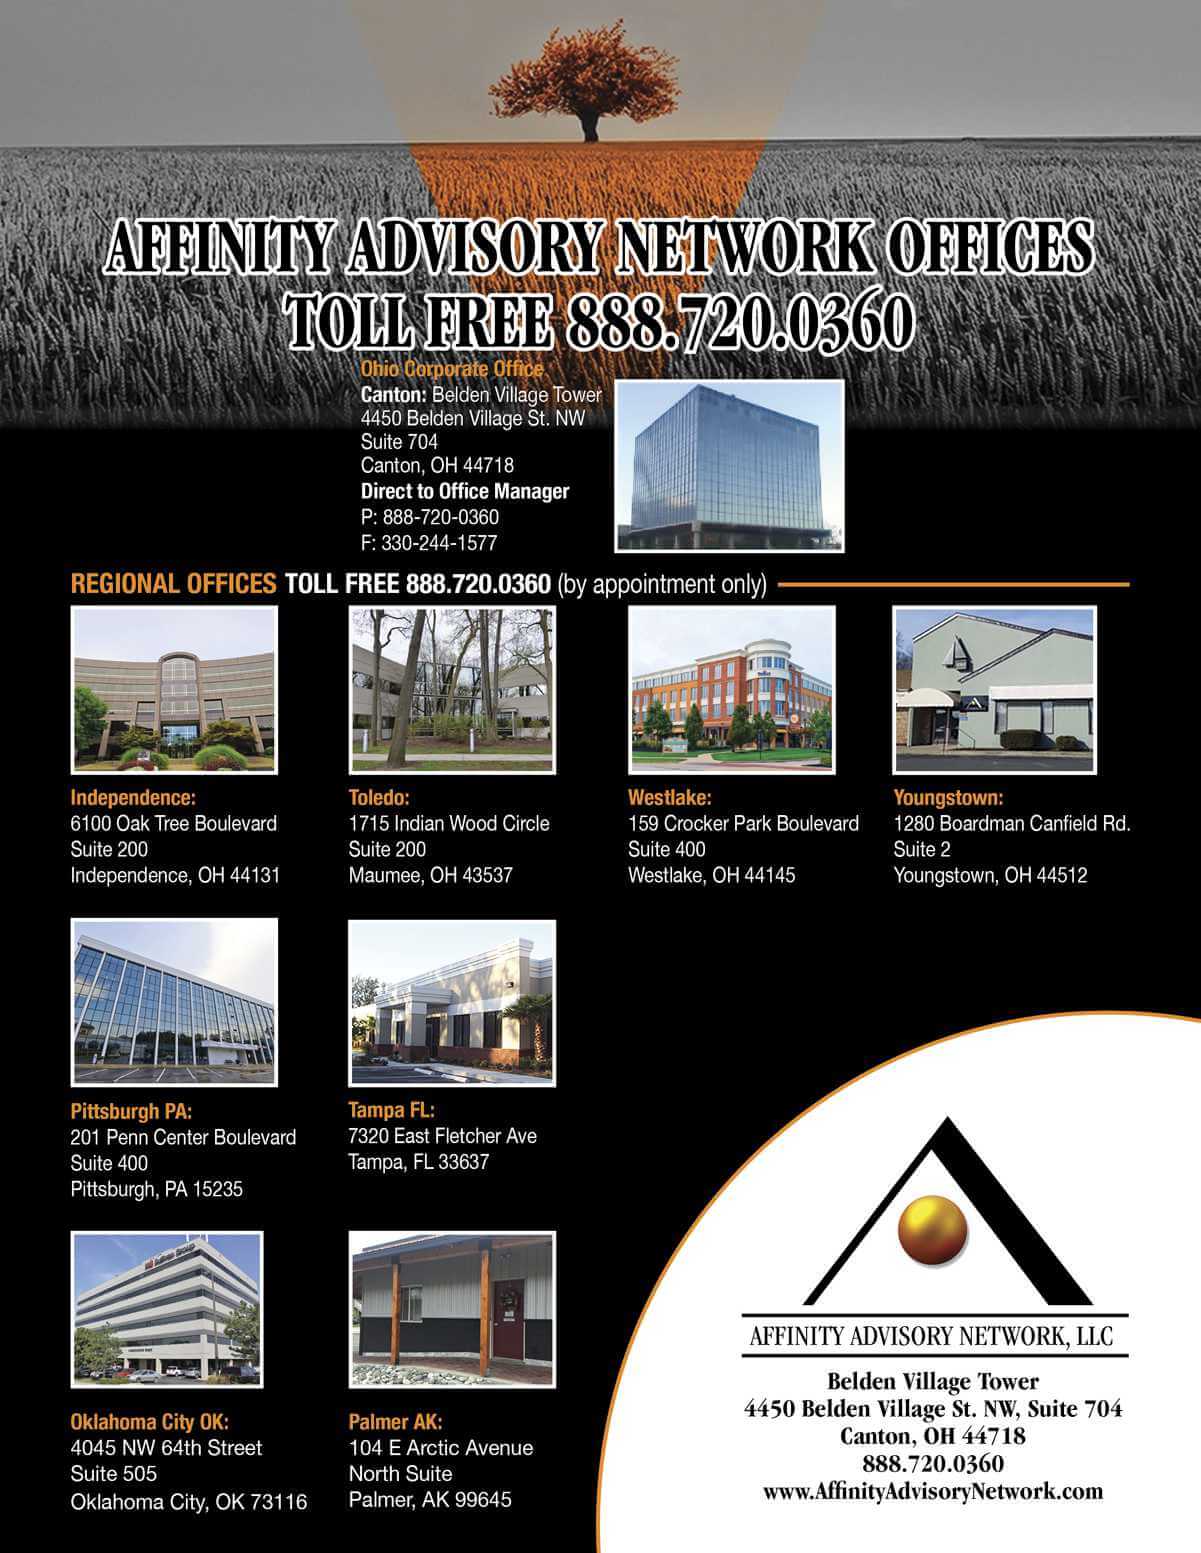 AFFINITY ADVISORY NETWORK OFFICES
TOLL FREE 888.720.0360
Ohio Corporate Office
Canton: Belden Village Tower
4450 Belden Village St. NW
Suite 704
Canton, OH 44718
Direct to Office Manager
P: 888-720-0360
F: 330-244-1577
REGIONAL OFFICES TOLL FREE 888.720.0360 (by appointment only)
Independence:
6100 Oak Tree Boulevard
Suite 200
Independence, OH 44131
Toledo:
1715 Indian Wood Circle
Suite 200
Maumee, OH 43537
Westlake:
159 Crocker Park Boulevard
Suite 400
Westlake, OH 44145
Youngstown:
1280 Boardman Canfield Rd.
Suite 2
Youngstown, OH 44512
Pittsburgh PA:
201 Penn Center Boulevard
Suite 400
Pittsburgh, PA 15235
Tampa FL:
7320 East Fletcher Ave
Tampa, FL 33637
Oklahoma City OK:
4045 NW 64th Street
Suite 505
Oklahoma City, OK 73116
Palmer AK:
104 E Arctic Avenue
North Suite
Palmer, AK 99645
AFFINITY ADVISORY NETWORK, LLC
Belden Village Tower
4450 Belden Village St. NW, Suite 704
Canton, OH 44718
888.720.0360
www.AffinityAdvisoryNetwork.com